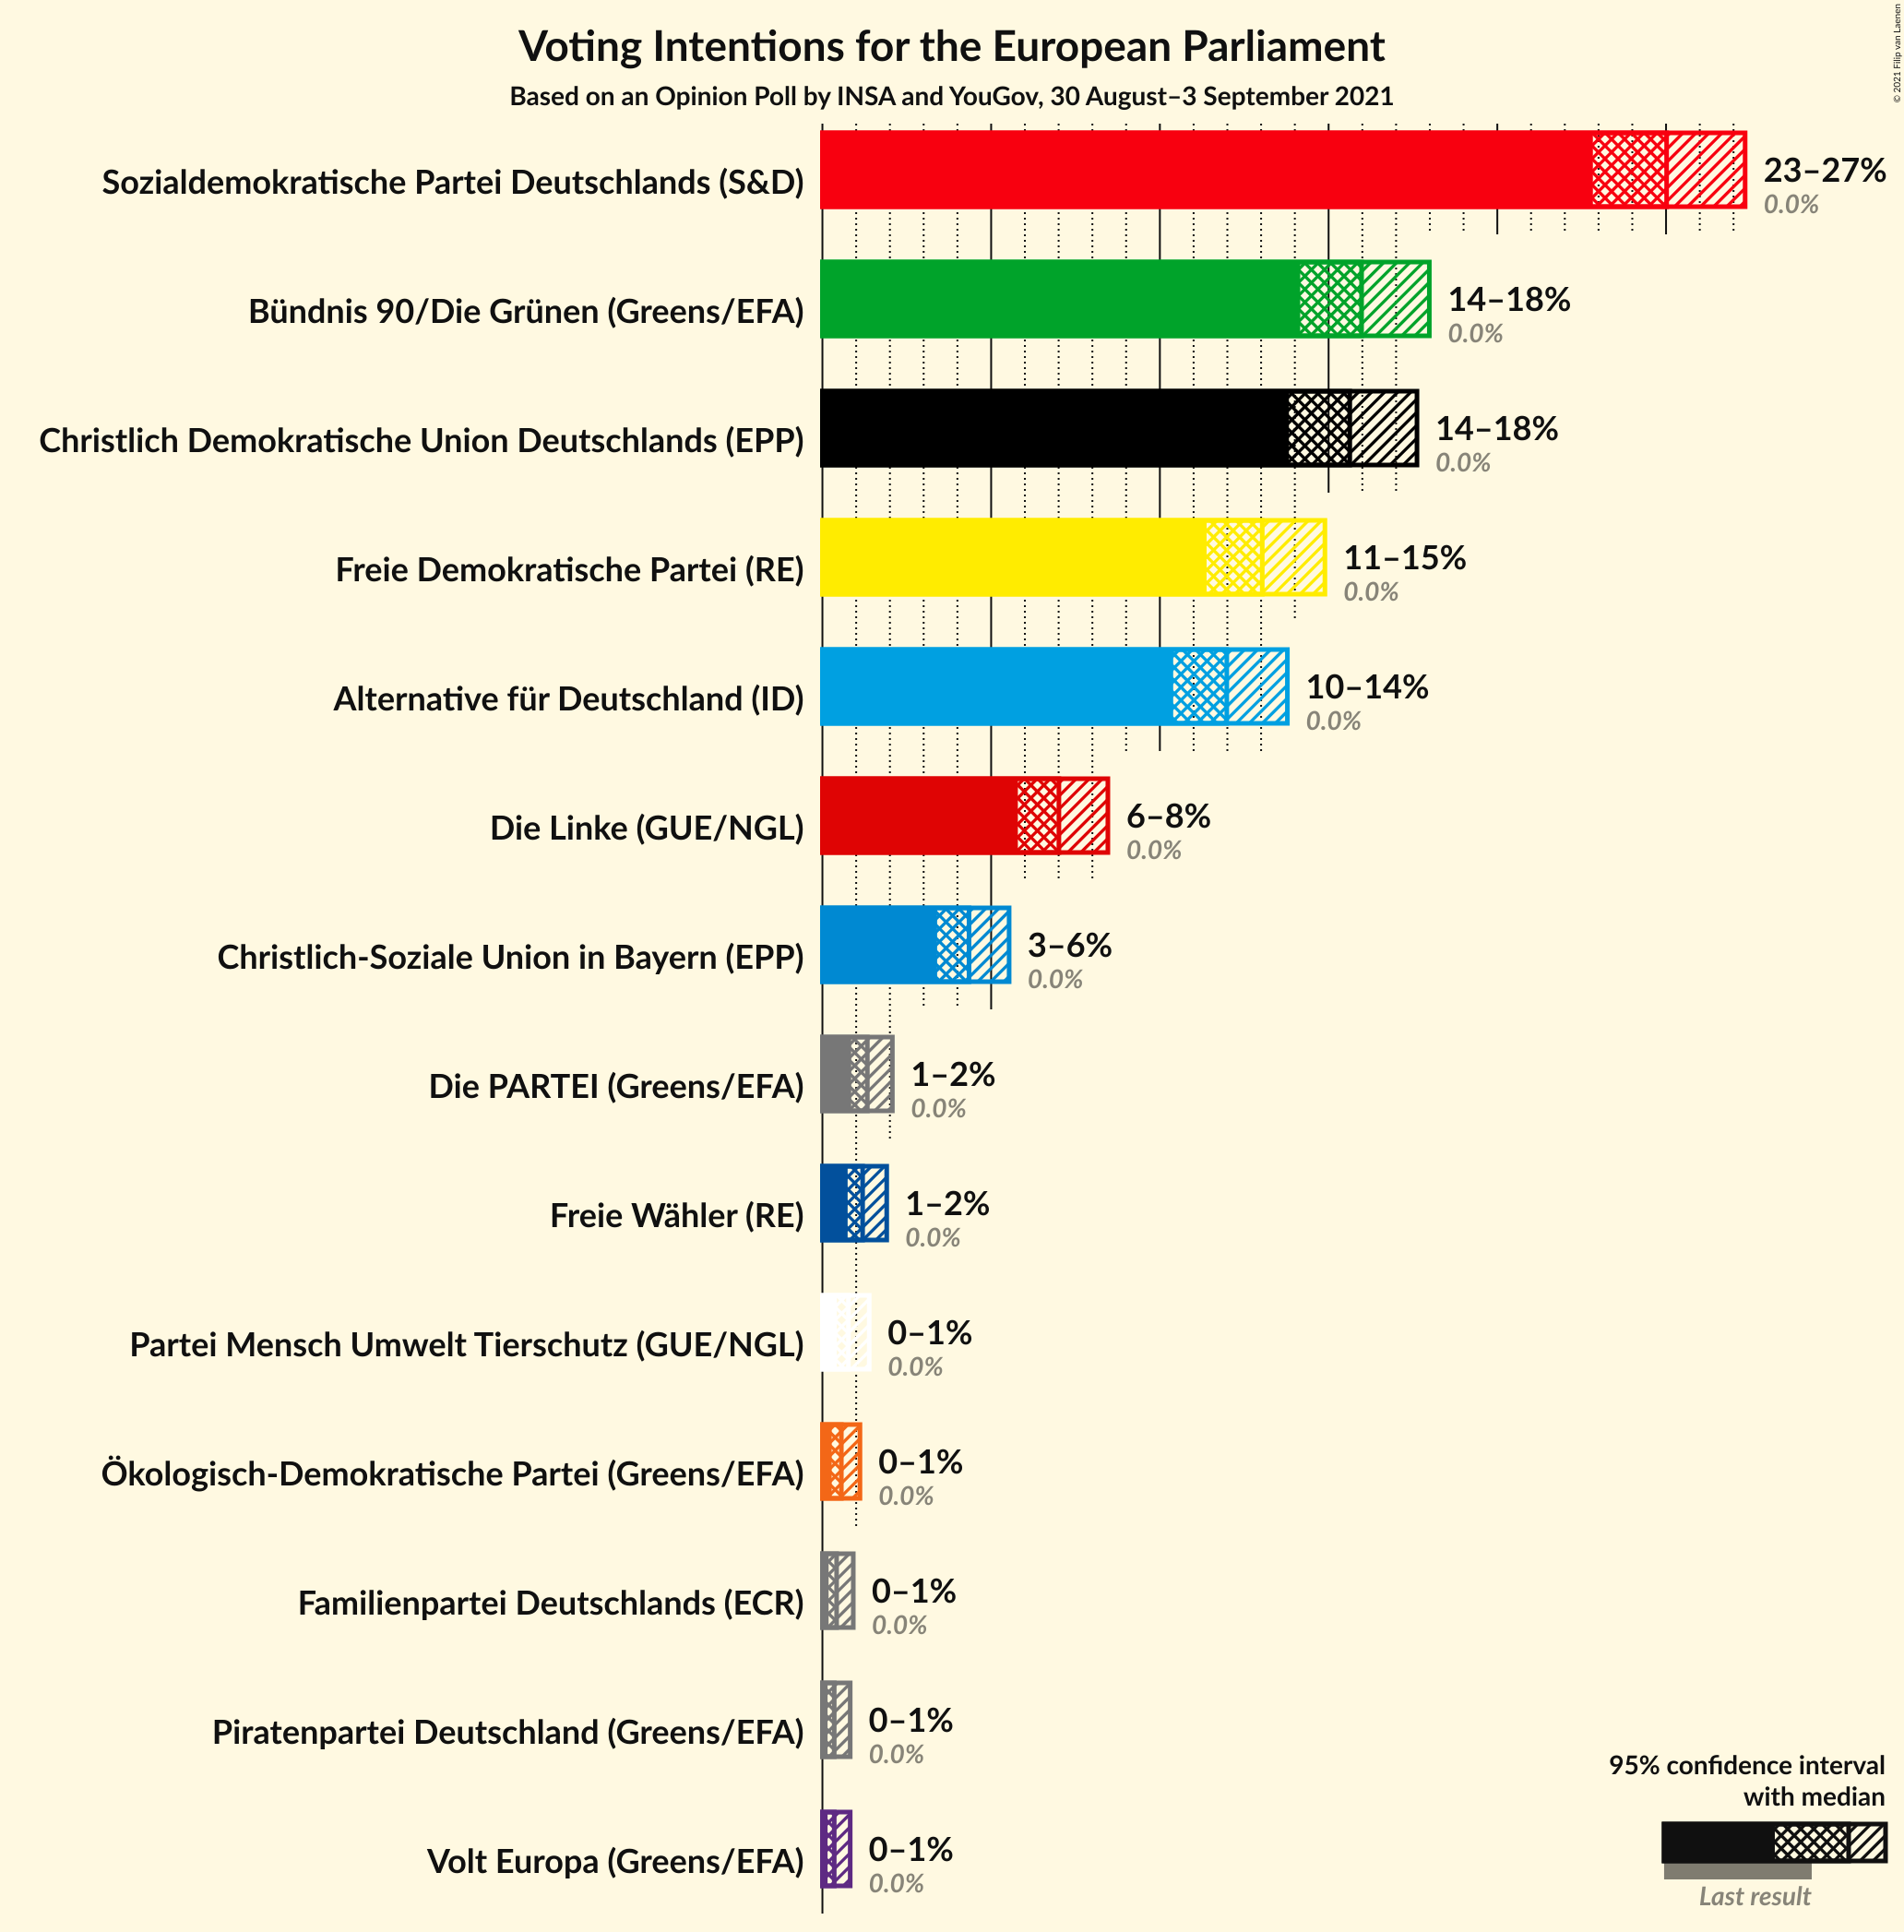 Voting Intentions for the European Parliament
Based on an Opinion Poll by INSA and YouGov, 30 August–3 September 2021
© 2021 Filip van Laenen
Sozialdemokratische Partei Deutschlands (S&D)
23–27%
0.0%
Bündnis 90/Die Grünen (Greens/EFA)
14–18%
0.0%
Christlich Demokratische Union Deutschlands (EPP)
14–18%
0.0%
Freie Demokratische Partei (RE)
11–15%
0.0%
Alternative für Deutschland (ID)
10–14%
0.0%
Die Linke (GUE/NGL)
6–8%
0.0%
Christlich-Soziale Union in Bayern (EPP)
3–6%
0.0%
Die PARTEI (Greens/EFA)
1–2%
0.0%
Freie Wähler (RE)
1–2%
0.0%
Partei Mensch Umwelt Tierschutz (GUE/NGL)
0–1%
0.0%
Ökologisch-Demokratische Partei (Greens/EFA)
0–1%
0.0%
Familienpartei Deutschlands (ECR)
0–1%
0.0%
Piratenpartei Deutschland (Greens/EFA)
0–1%
0.0%
Volt Europa (Greens/EFA)
0–1%
0.0%
95% confidence interval
with median
Last result